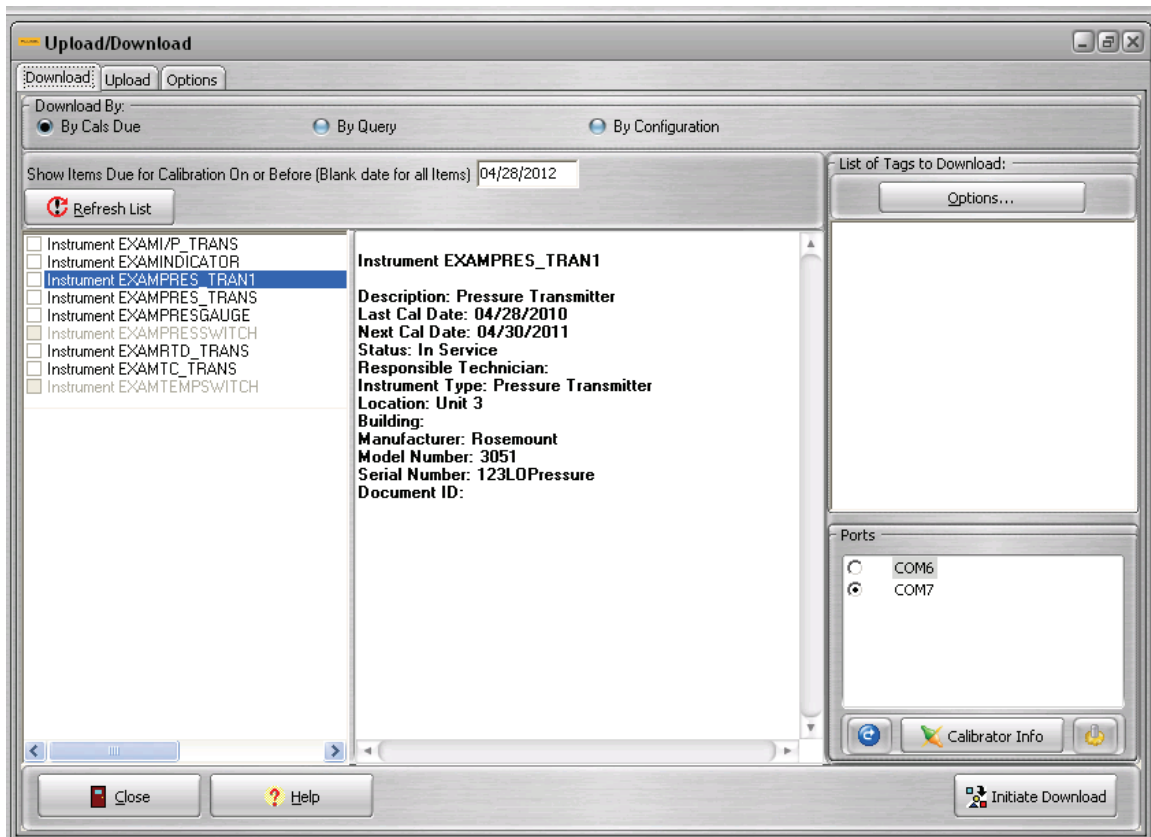 Upload/Download
Download Upload Options
Download By:
By Cals Due By Query By Configuration
Show Items Due for Calibration On or Before (Blank date for all Items) 04/28/2012
Refresh List
Instrument EXAMI/P_TRANS
Instrument EXAMINDICATOR
Instrument EXAMPRES_TRAN1
Instrument EXAMPRES_TRANS
Instrument EXAMPRESGAUGE
Instrument EXAMPRESSWITCH
Instrument EXAMRTD_TRANS
Instrument EXAMTC_TRANS
Instrument EXAMTEMPSWITCH
Instrument EXAMPRES_TRAN1
Description: Pressure Transmitter
Last Cal Date: 04/28/2010
Next Cal Date: 04/30/2011
Status: In Service
Responsible Technician:
Instrument Type: Pressure Transmitter
Location: Unit 3
Building:
Manufacturer: Rosemount
Model Number: 3051
Serial Number: 123LOPressure
Document ID:
List of Tags to Download:
Options...
Ports
COM6
COM7
Calibrator Info
Close Help Initiate Download